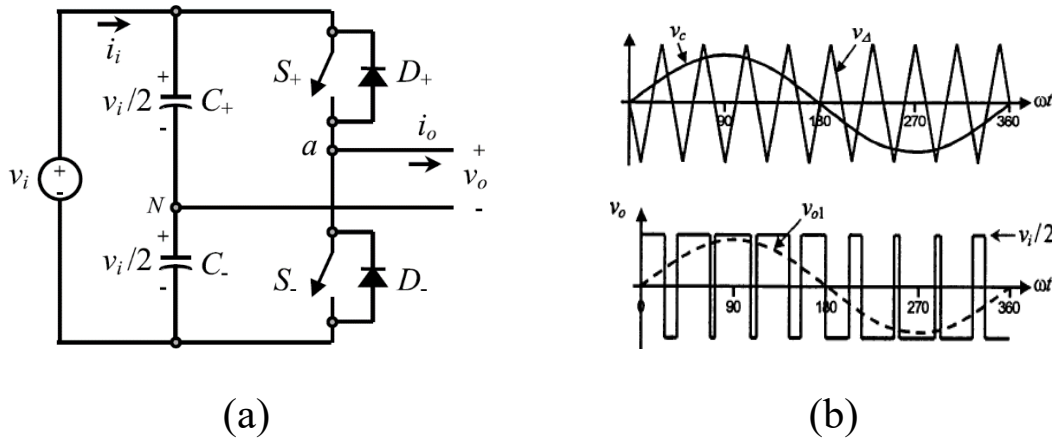 i_i
+
v_i/2 C_+
-
S_+ D_+
v_i + -
a i_o
+
v_o
-
N
+
v_i/2 C_-
-
S_- D_-
(a)
v_c v_Δ
90 180 270 360 ωt
v_o v_o1 v_i/2
0 90 180 270 360 ωt
(b)